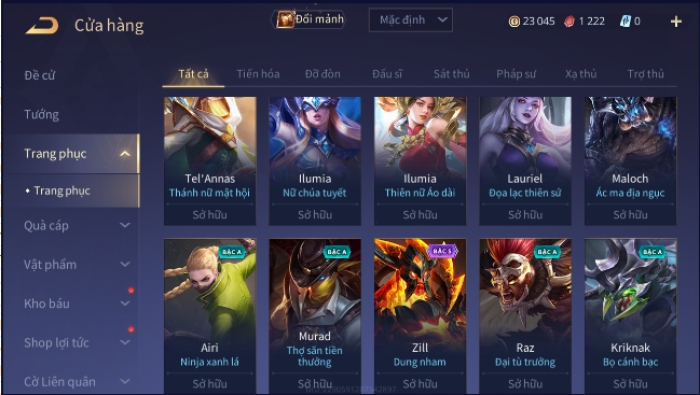 Cửa hàng
Đổi mảnh
Mặc định
23 045
1 222
0
Đề cử
Tướng
Trang phục
Trang phục
Quà cáp
Vật phẩm
Kho báu
Shop lợi tức
Cờ Liên quân
Tất cả Tiến hóa Đỡ đòn Đấu sĩ Sát thủ Pháp sư Xạ thủ Trợ thủ
Tel'Annas
Thánh nữ mật hội
Sở hữu
Ilumia
Nữ chúa tuyết
Sở hữu
Ilumia
Thiên nữ Áo dài
Sở hữu
Lauriel
Đọa lạc thiên sứ
Sở hữu
Maloch
Ác ma địa ngục
Sở hữu
BẬC A
Airi
Ninja xanh lá
Sở hữu
BẬC A
Murad
Thợ săn tiền
thưởng
Sở hữu
BẬC S
Zill
Dung nham
Sở hữu
BẬC A
Raz
Đại tù trưởng
Sở hữu
BẬC A
Kriknak
Bọ cánh bạc
Sở hữu